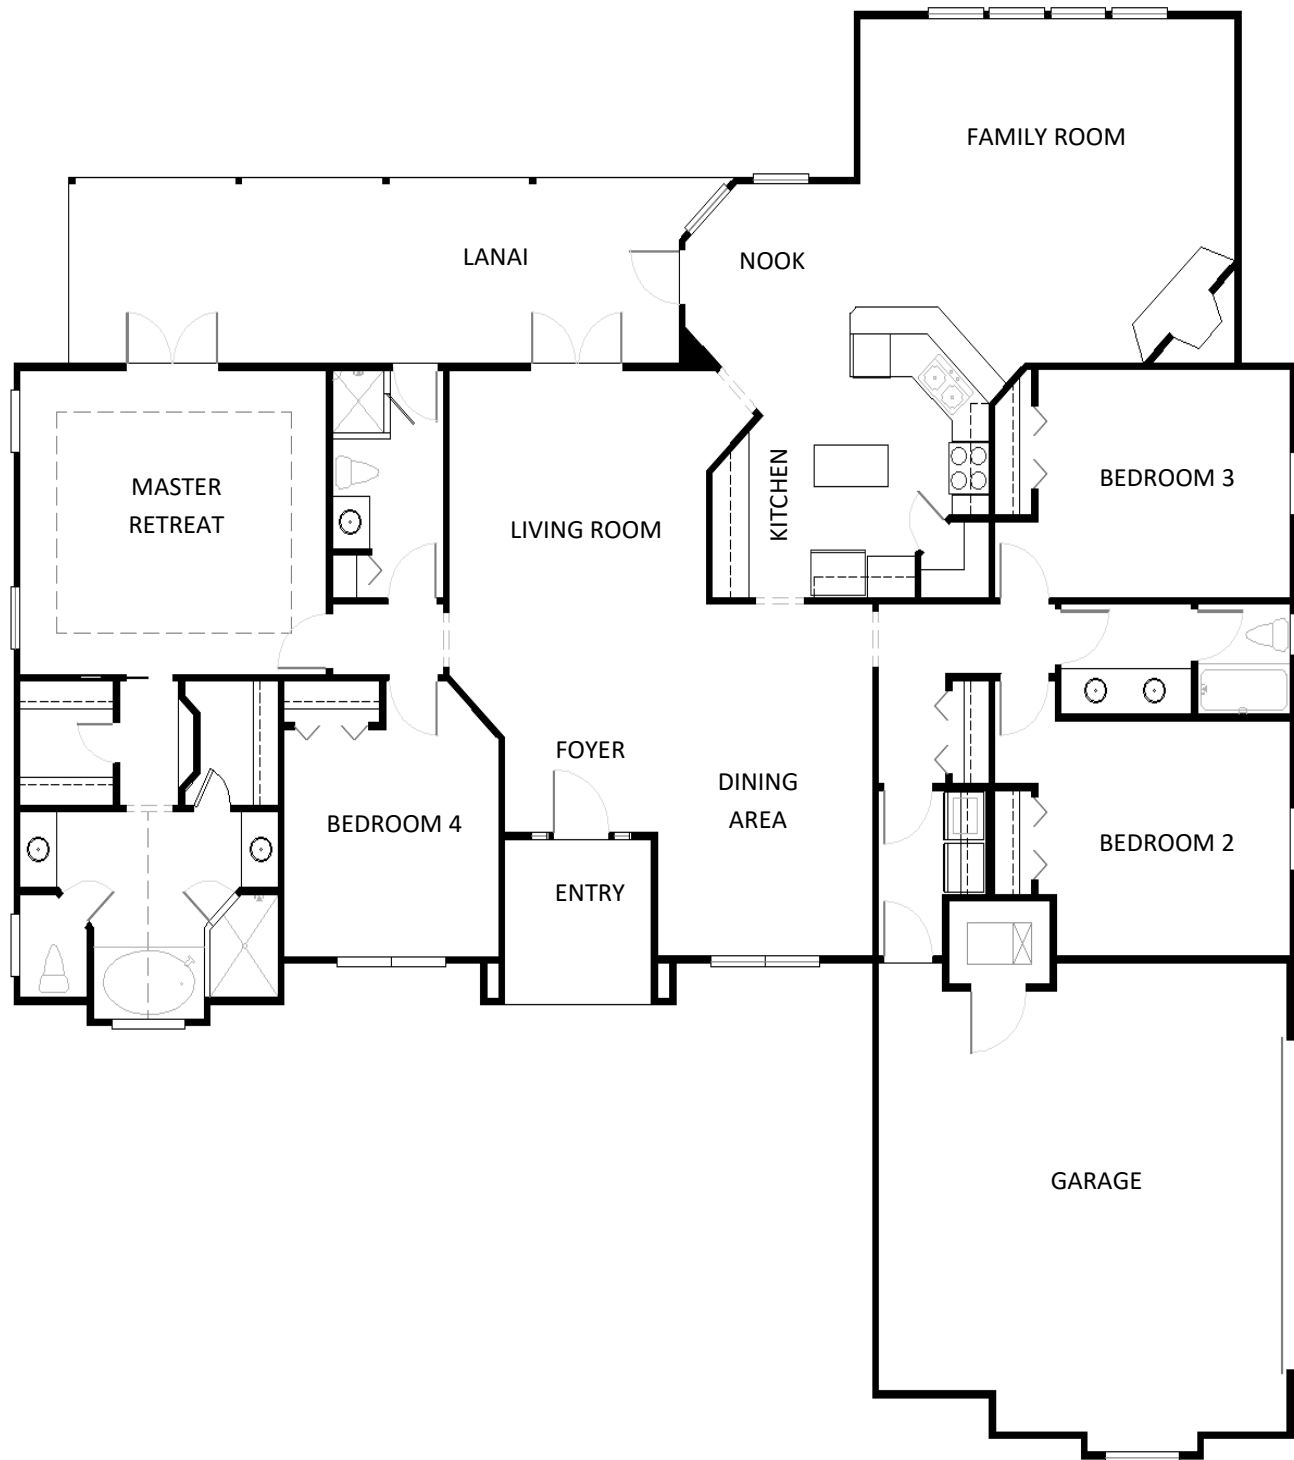 FAMILY ROOM
LANAI
NOOK
MASTER
RETREAT
LIVING ROOM
KITCHEN
BEDROOM 3
FOYER
DINING
AREA
BEDROOM 4
BEDROOM 2
ENTRY
GARAGE